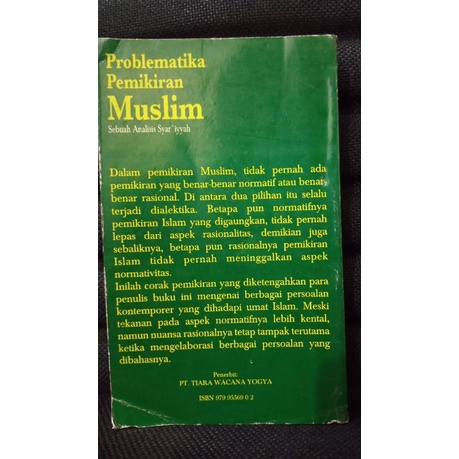 Problematika
Pemikiran
Muslim
Sebuah Analisis Syar'iyyah
Dalam pemikiran Muslim, tidak pernah ada
pemikiran yang benar-benar normatif atau benar-
benar rasional. Di antara dua pilihan itu selalu
terjadi dialektika. Betapa pun normatifnya
pemikiran Islam yang digaungkan, tidak pernah
lepas dari aspek rasionalitas, demikian juga
sebaliknya, betapa pun rasionalnya pemikiran
Islam tidak pernah meninggalkan aspek
normativitas.
Inilah corak pemikiran yang diketengahkan para
penulis buku ini mengenai berbagai persoalan
kontemporer yang dihadapi umat Islam. Meski
tekanan pada aspek normatifnya lebih kental,
namun nuansa rasionalnya tetap tampak terutama
ketika mengelaborasi berbagai persoalan yang
dibahasnya.
Penerbit:
PT. TIARA WACANA YOGYA
ISBN 979 95569 0 2